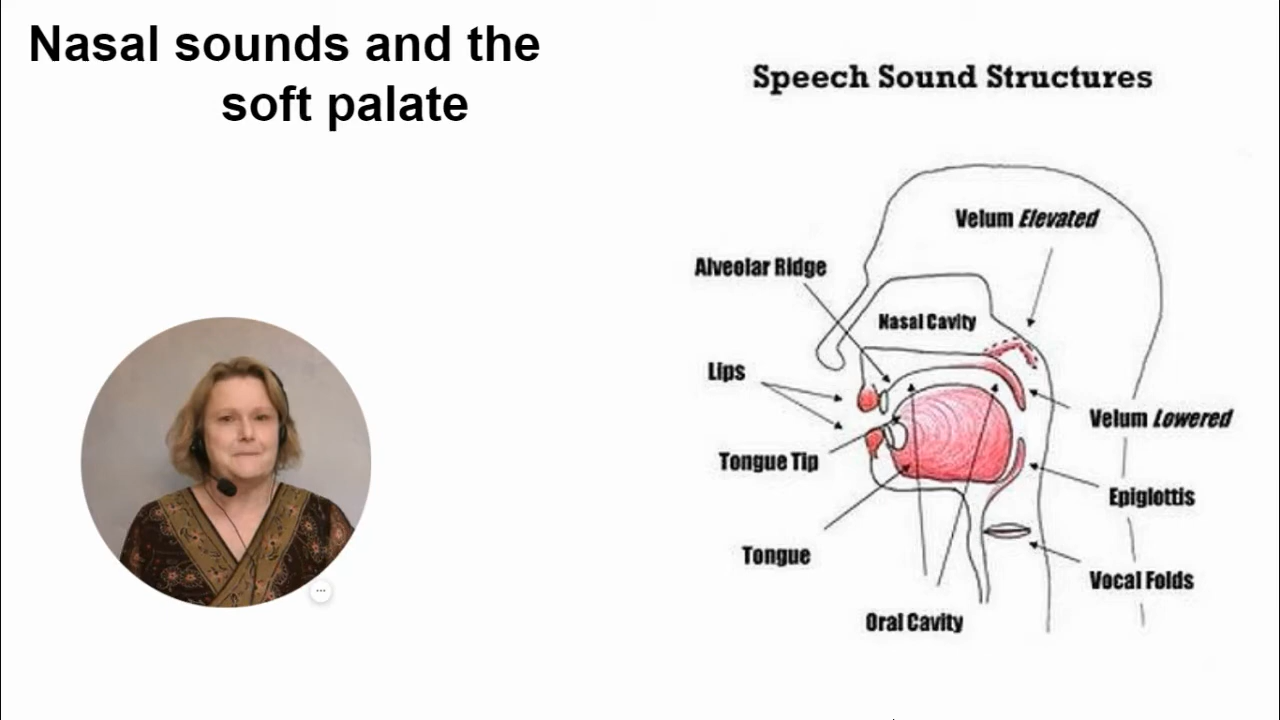 Nasal sounds and the
soft palate
Speech Sound Structures
Velum Elevated
Alveolar Ridge
Nasal Cavity
Lips
Velum Lowered
Tongue Tip
Epiglottis
Tongue
Vocal Folds
Oral Cavity